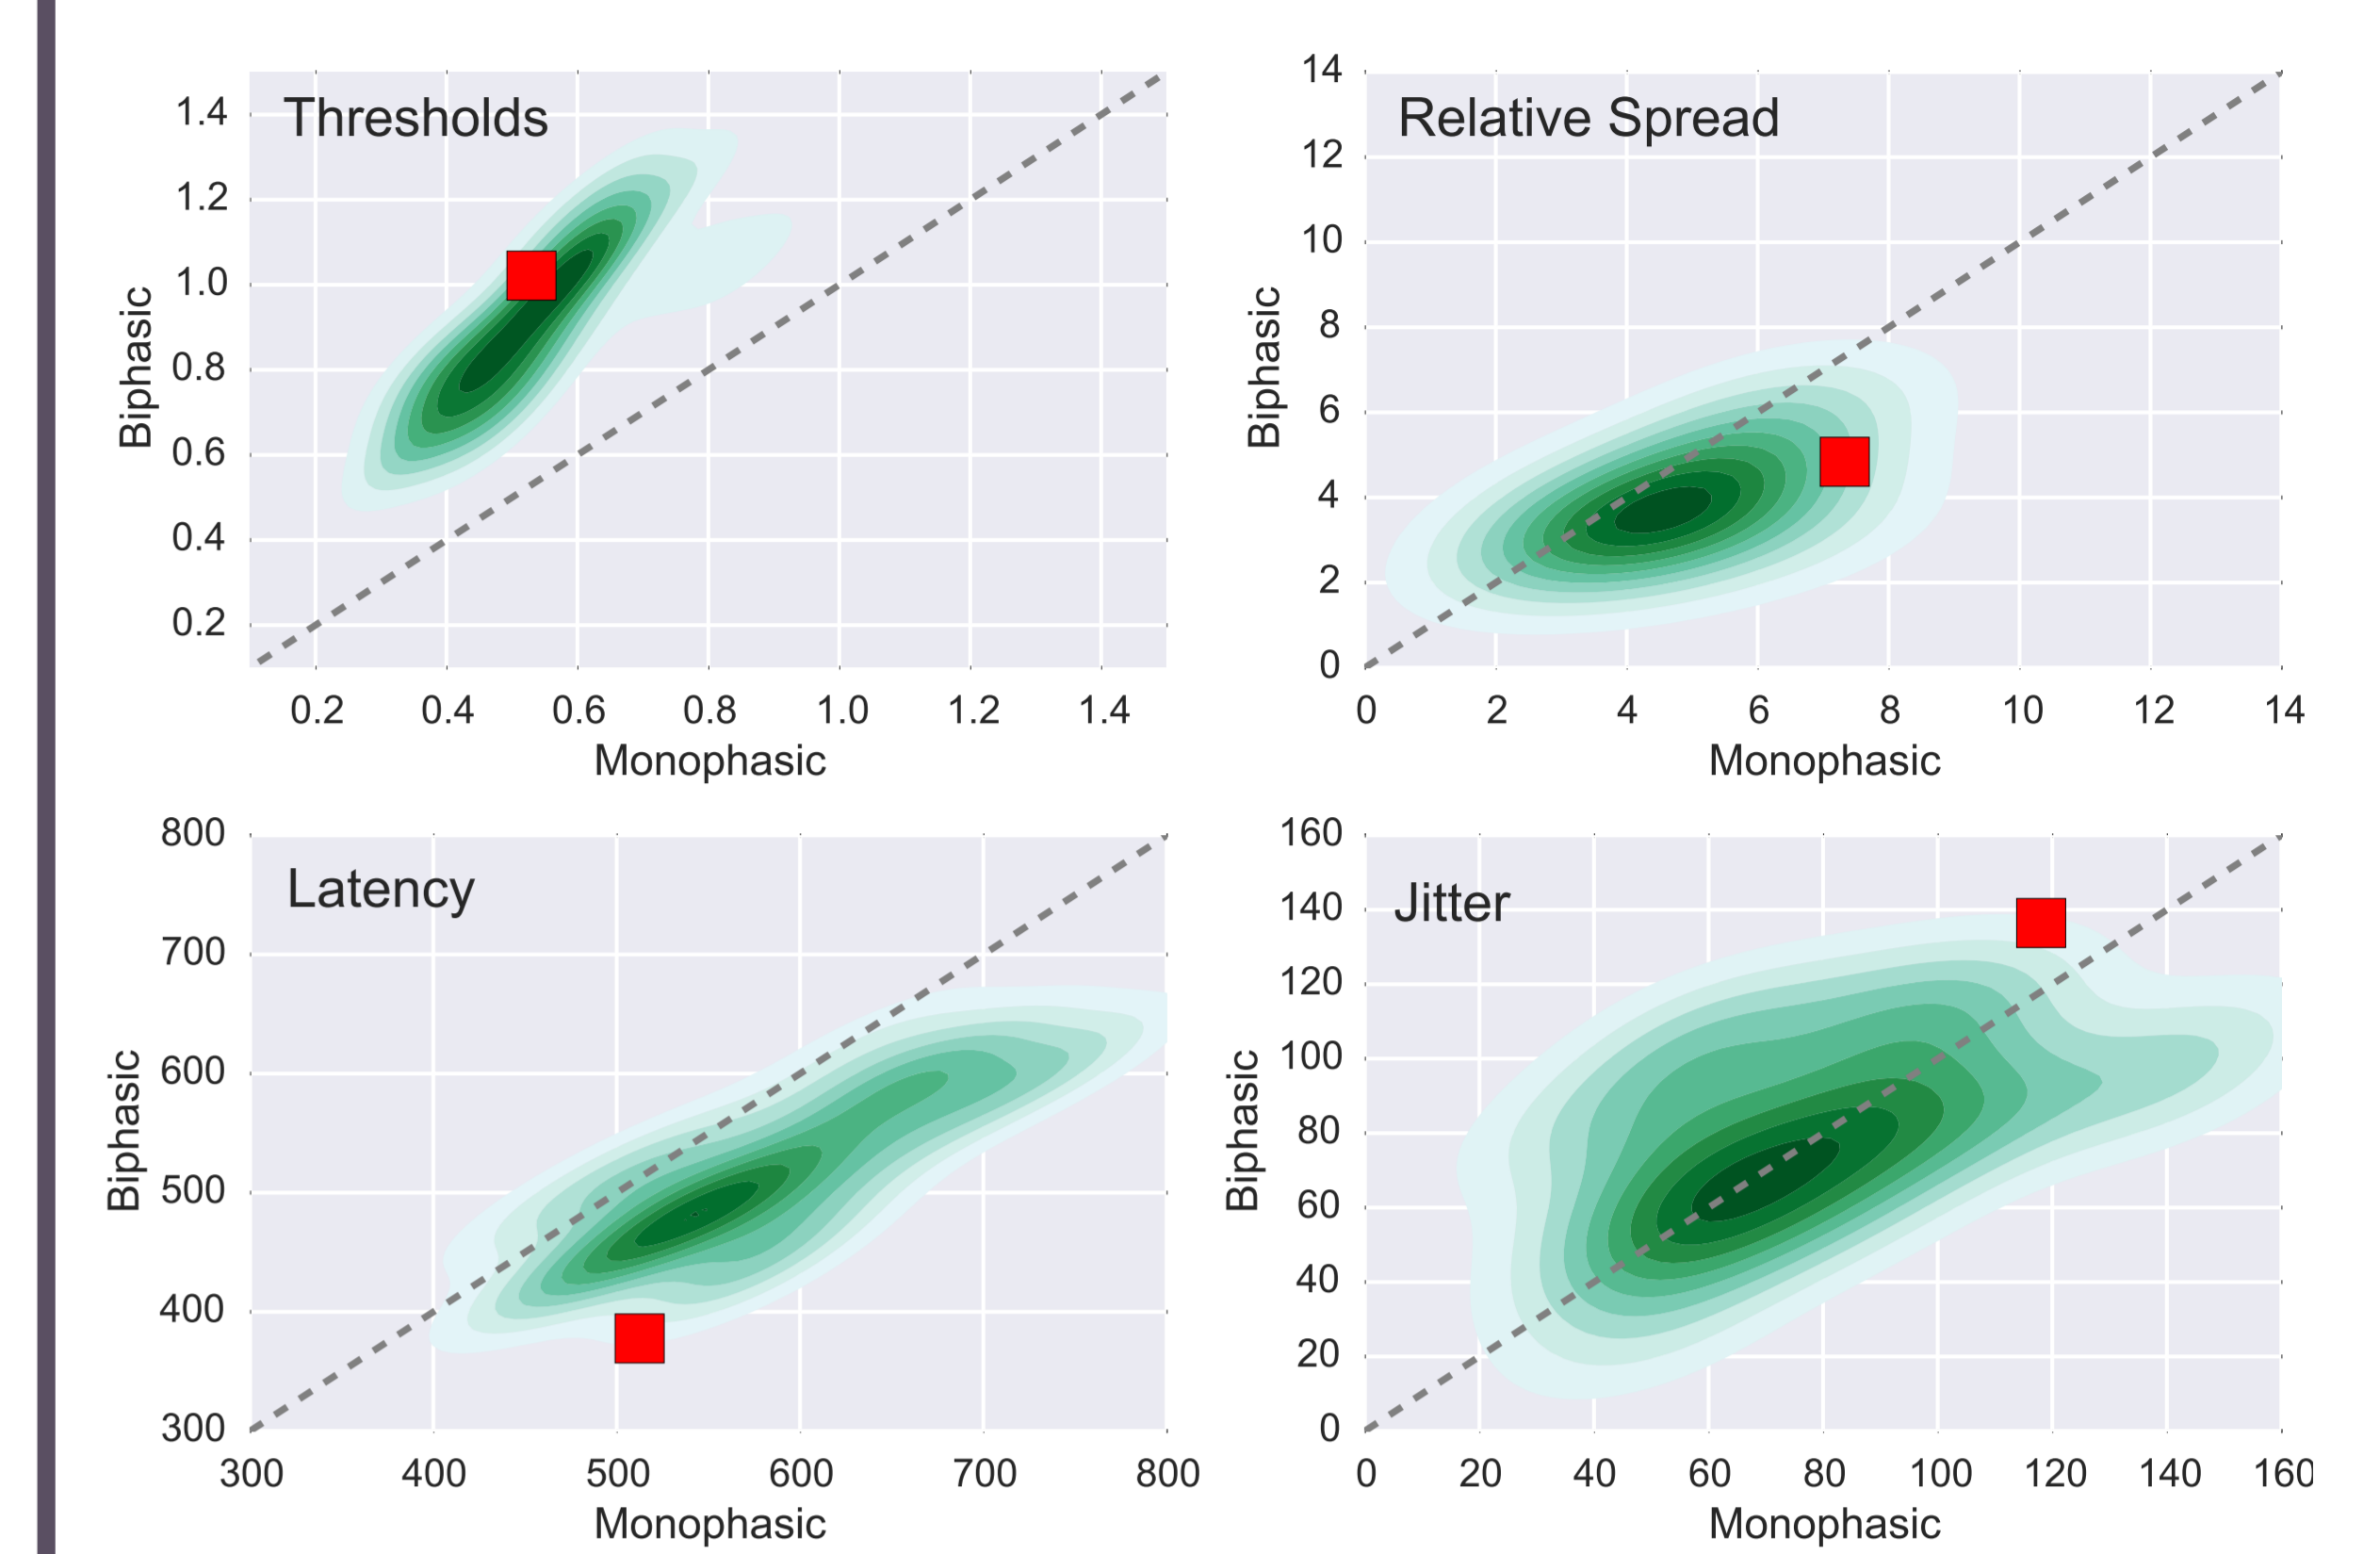 Thresholds
1.4
1.2
1.0
0.8
0.6
0.4
0.2
Biphasic
0.2 0.4 0.6 0.8 1.0 1.2 1.4
Monophasic
Relative Spread
14
12
10
8
6
4
2
0
Biphasic
0 2 4 6 8 10 12 14
Monophasic
Latency
800
700
600
500
400
300
Biphasic
300 400 500 600 700 800
Monophasic
Jitter
160
140
120
100
80
60
40
20
0
Biphasic
0 20 40 60 80 100 120 140 160
Monophasic